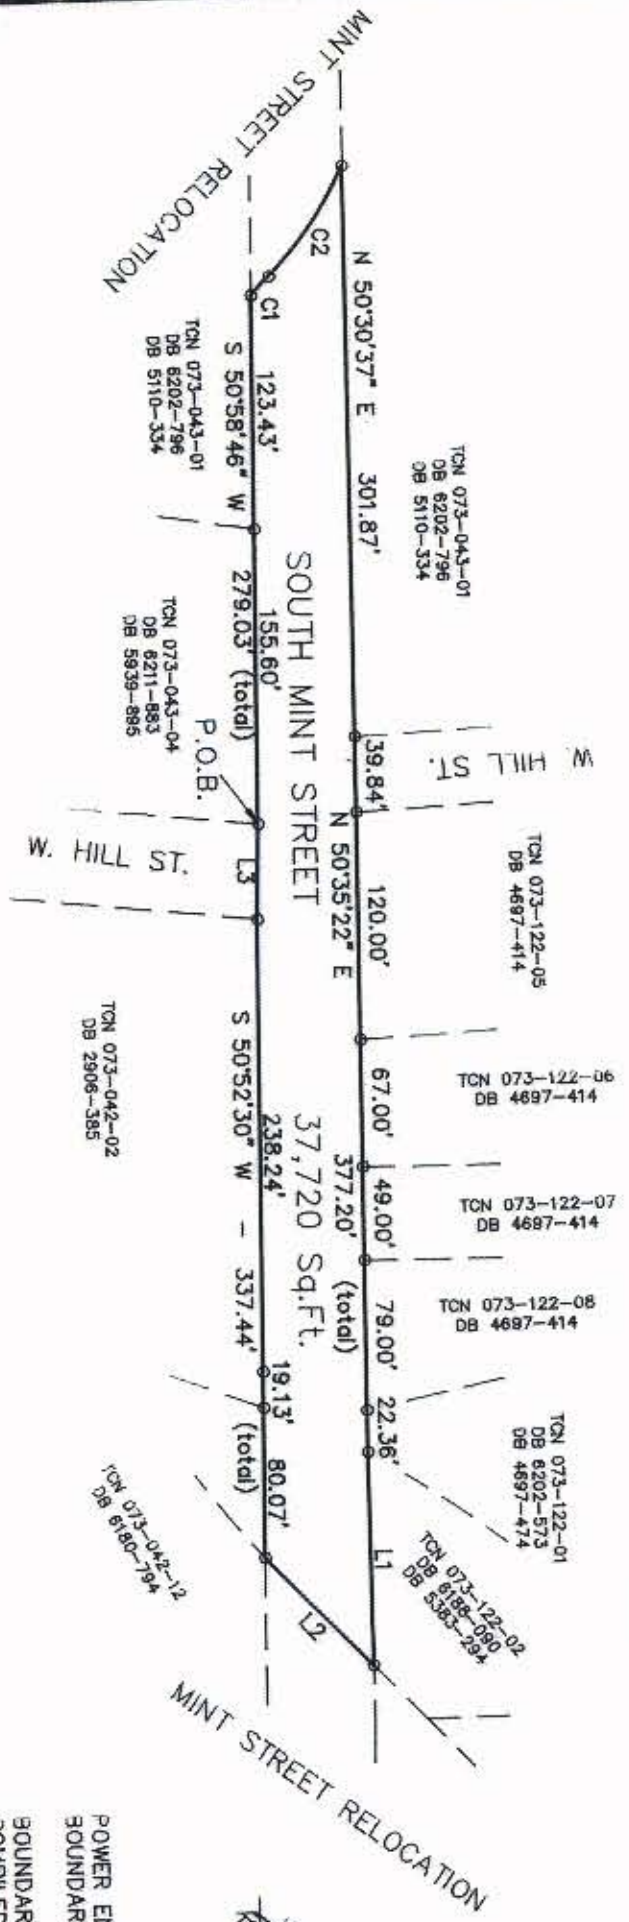 MINT STREET RELOCATION
C2
C1
N 50°30'37" E 301.87'
TCN 073-043-01
DB 6202-796
DB 5110-334
123.43'
S 50°58'46" W
TCN 073-043-01
DB 6202-796
DB 5110-334
SOUTH MINT STREET
155.60'
279.03' (total)
TCN 073-043-04
DB 6211-883
DB 5939-895
P.O.B.
W. HILL ST.
39.84'
N 50°35'22" E
L3
W. HILL ST.
120.00'
TCN 073-122-05
DB 4697-414
67.00'
TCN 073-122-06
DB 4697-414
49.00'
377.20' (total)
TCN 073-122-07
DB 4697-414
79.00'
TCN 073-122-08
DB 4697-414
37,720 Sq.Ft.
238.24'
S 50°52'30" W - 337.44' (total)
TCN 073-042-02
DB 2906-385
22.36'
19.13'
80.07'
TCN 073-122-01
DB 6202-573
DB 4697-474
L1
TCN 073-122-02
DB 6188-090
DB 5383-294
L2
TCN 073-042-12
DB 6180-794
MINT STREET RELOCATION
POWER
BOUNDAR
BOUNDAR